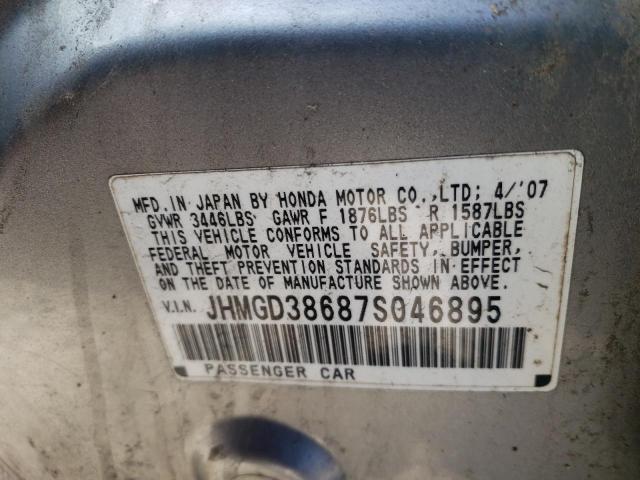 MFD. IN JAPAN BY HONDA MOTOR CO., LTD; 4/'07
GVWR 3446LBS GAWR F 1876LBS R 1587LBS
THIS VEHICLE CONFORMS TO ALL APPLICABLE
FEDERAL MOTOR VEHICLE SAFETY, BUMPER,
AND THEFT PREVENTION STANDARDS IN EFFECT
ON THE DATE OF MANUFACTURE SHOWN ABOVE.
V.I.N. JHMGD38687S046895
PASSENGER CAR